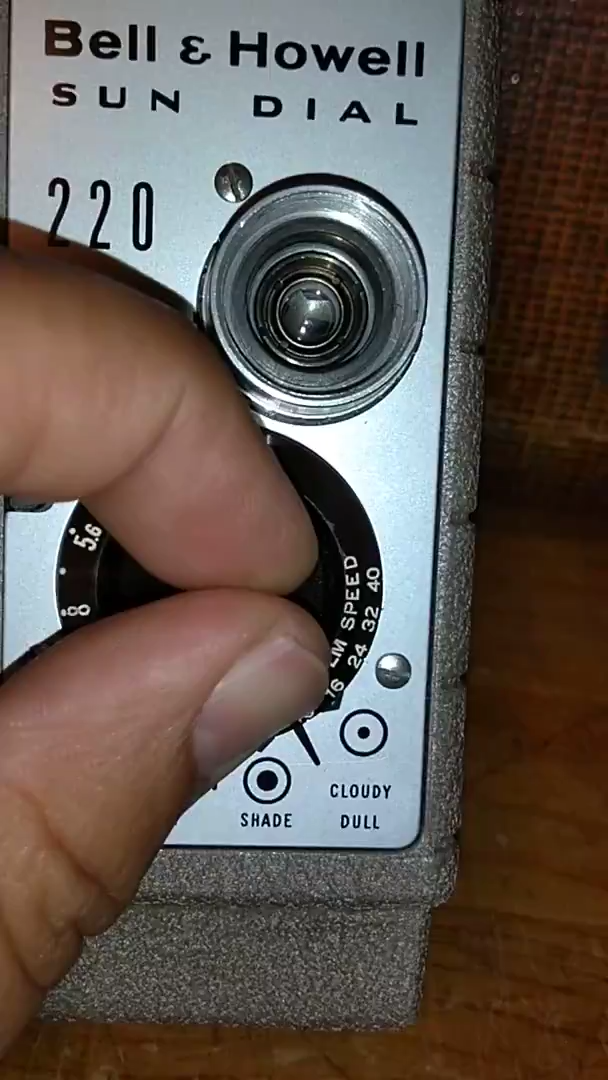 Bell & Howell
SUN DIAL
220
5.6
8
SPEED
16 24 32 40
SHADE
CLOUDY
DULL